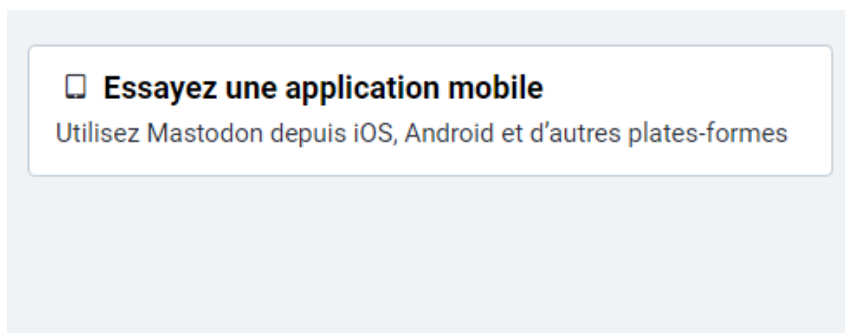 Essayez une application mobile
Utilisez Mastodon depuis iOS, Android et d’autres plates-formes